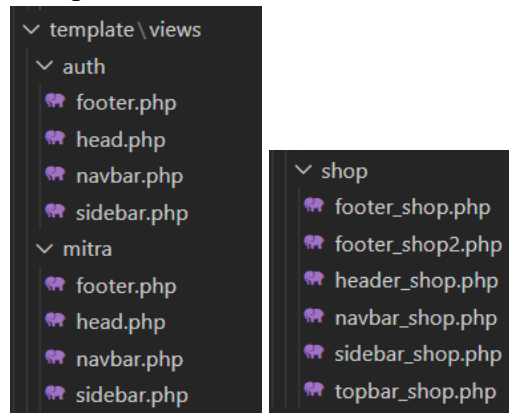 template\views
auth
footer.php
head.php
navbar.php
sidebar.php
mitra
footer.php
head.php
navbar.php
sidebar.php
shop
footer_shop.php
footer_shop2.php
header_shop.php
navbar_shop.php
sidebar_shop.php
topbar_shop.php